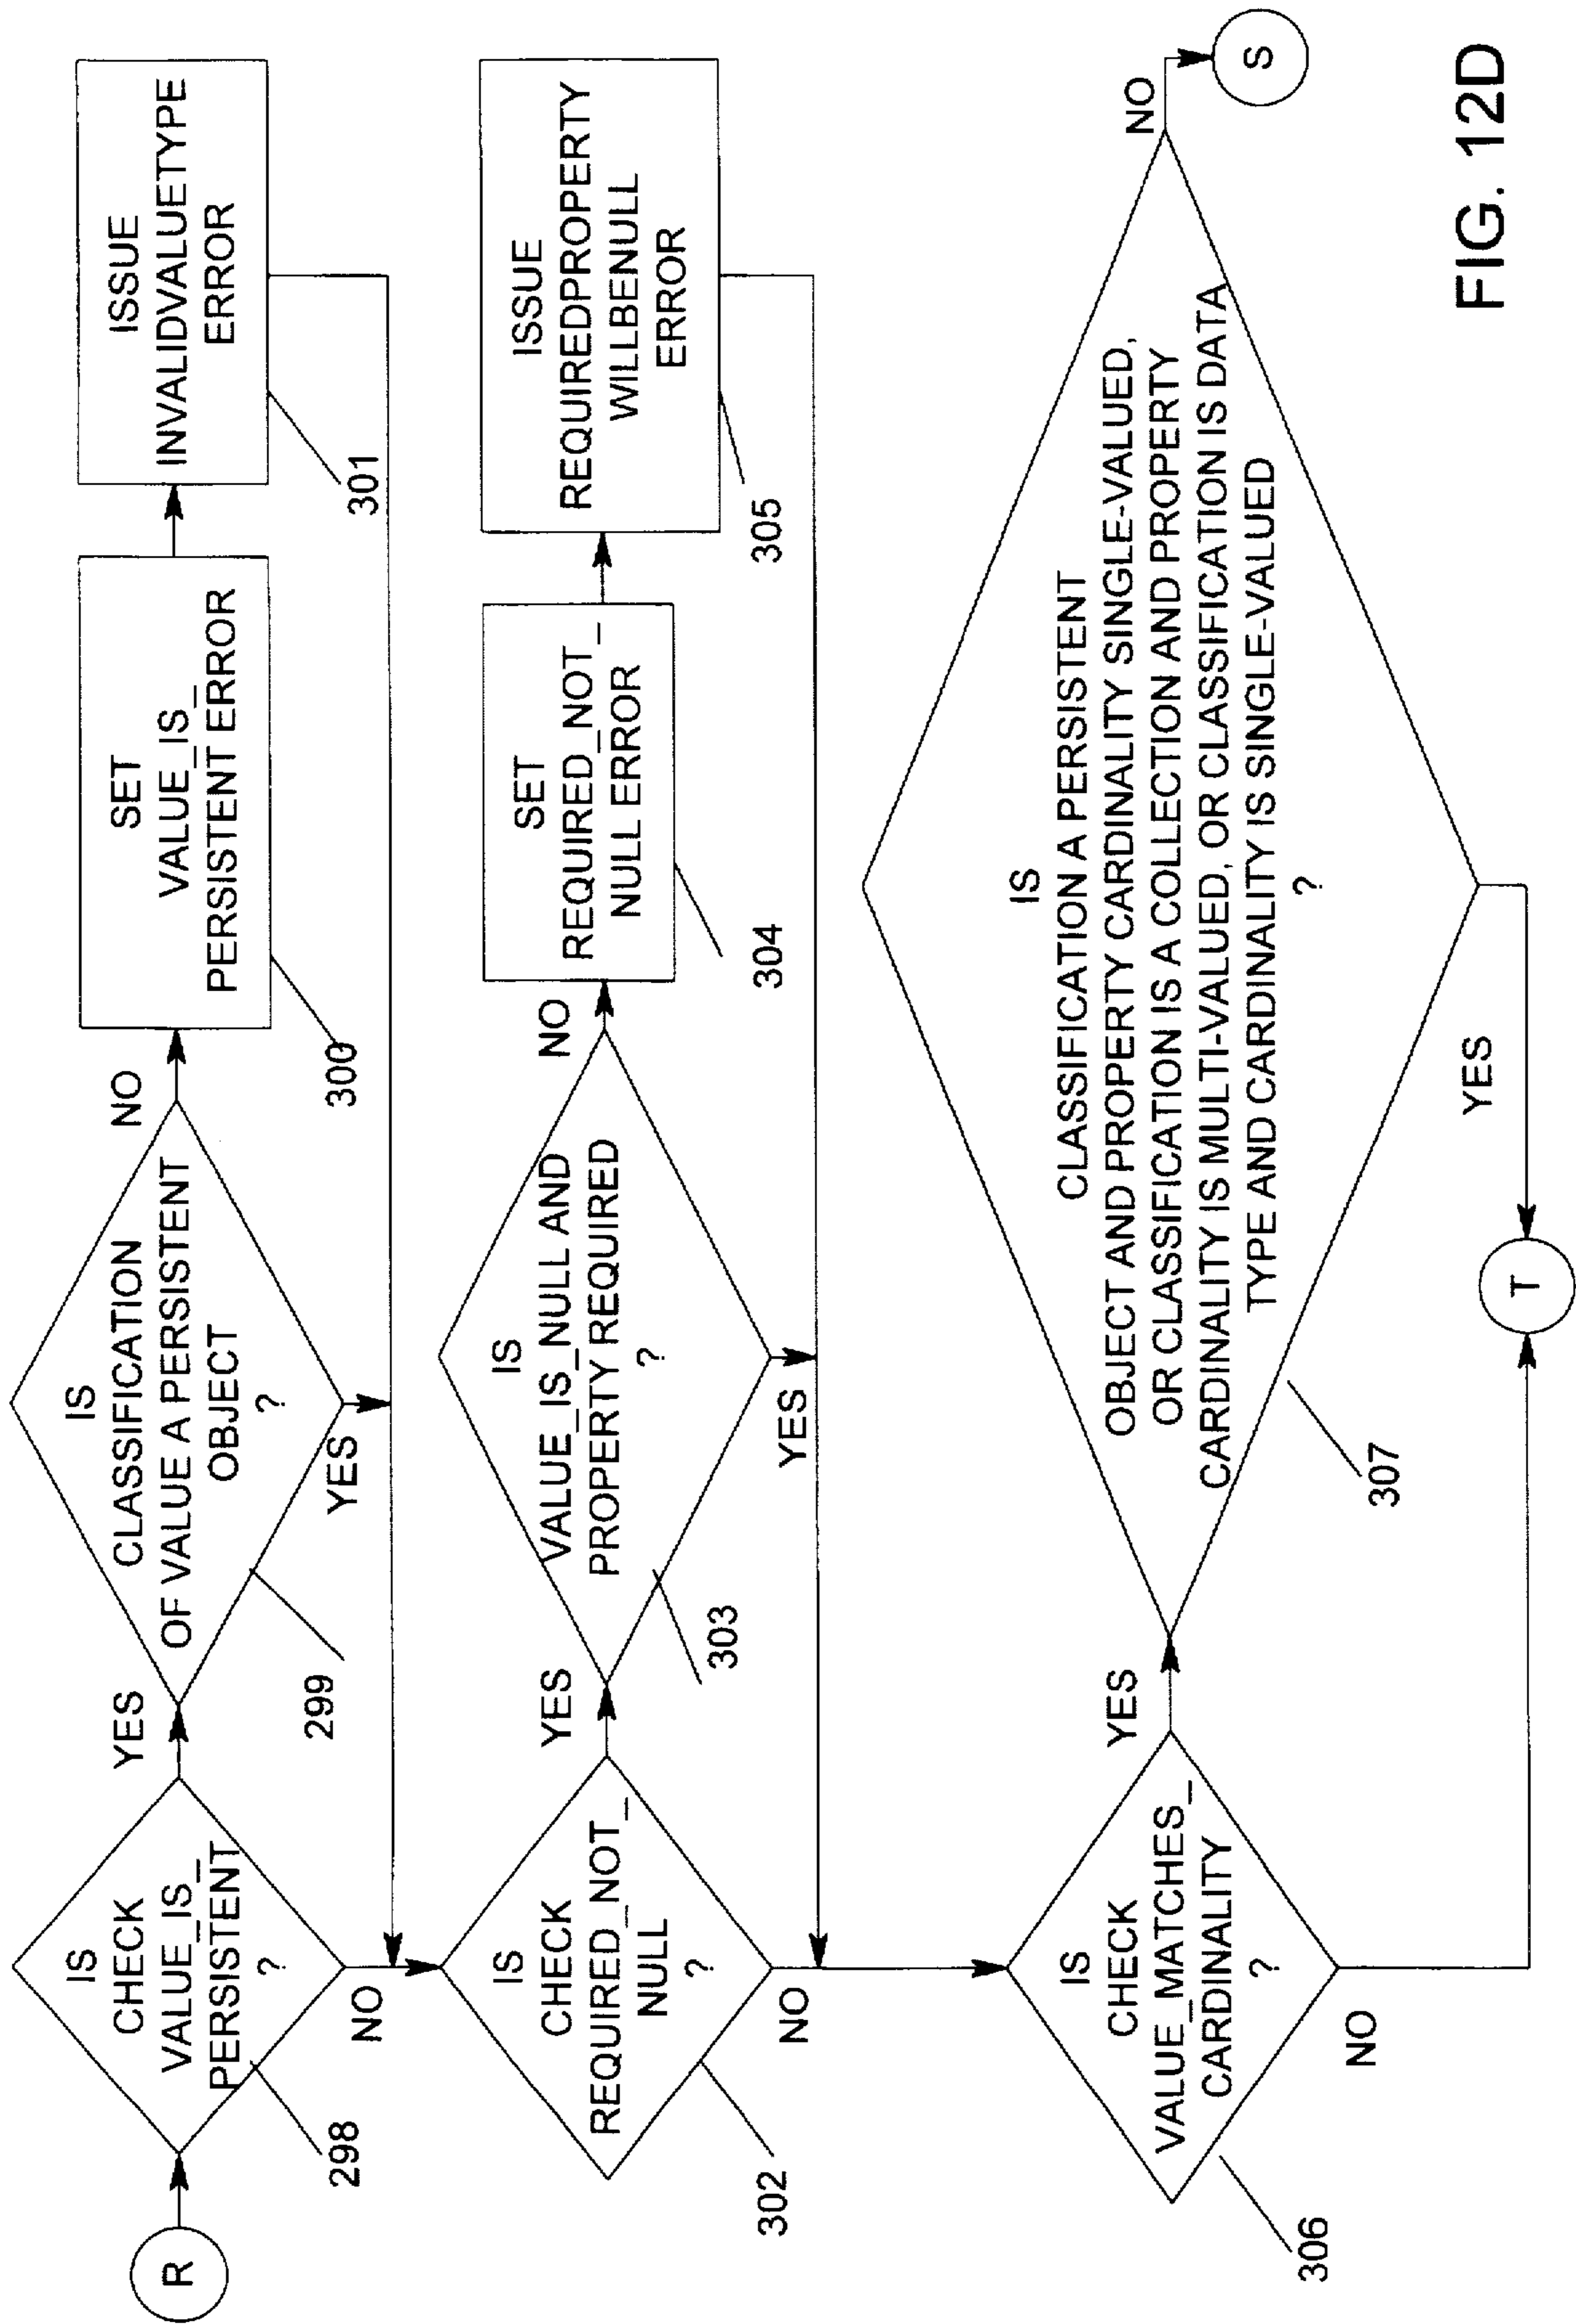 R
IS
CHECK
VALUE_IS_
PERSISTENT
?
298
YES
NO
IS
CLASSIFICATION
OF VALUE A PERSISTENT
OBJECT
?
299
NO
YES
SET
VALUE_IS_
PERSISTENT ERROR
300
ISSUE
INVALIDVALUETYPE
ERROR
301
IS
CHECK
REQUIRED_NOT_
NULL
?
302
YES
NO
IS
VALUE_IS_NULL AND
PROPERTY REQUIRED
?
303
NO
YES
SET
REQUIRED_NOT_
NULL ERROR
304
ISSUE
REQUIREDPROPERTY
WILLBENULL
ERROR
305
IS
CHECK
VALUE_MATCHES_
CARDINALITY
?
306
YES
NO
IS
CLASSIFICATION A PERSISTENT
OBJECT AND PROPERTY CARDINALITY SINGLE-VALUED,
OR CLASSIFICATION IS A COLLECTION AND PROPERTY
CARDINALITY IS MULTI-VALUED, OR CLASSIFICATION IS DATA
TYPE AND CARDINALITY IS SINGLE-VALUED
?
307
NO
S
YES
T
FIG. 12D